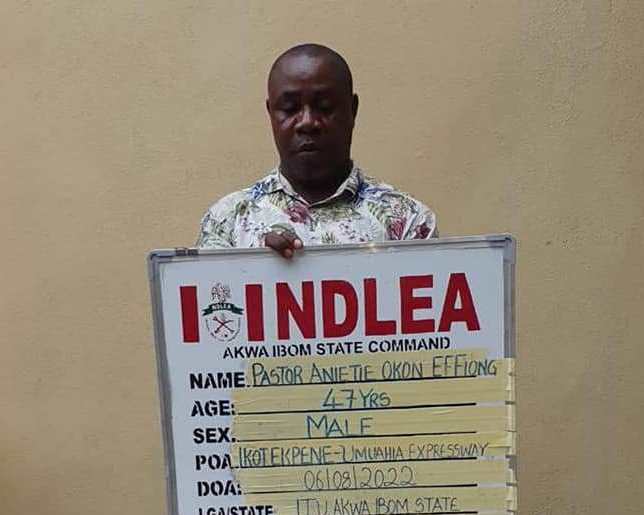 NDLEA
NDLEA
AKWA IBOM STATE COMMAND
NAME: PASTOR ANIETIE OKON EFFIONG
AGE: 47YRS
SEX: MALE
POA: IKOT EKPENE-UMUAHIA EXPRESSWAY
DOA: 06/08/2022
LGA/STATE ITU AKWA IBOM STATE